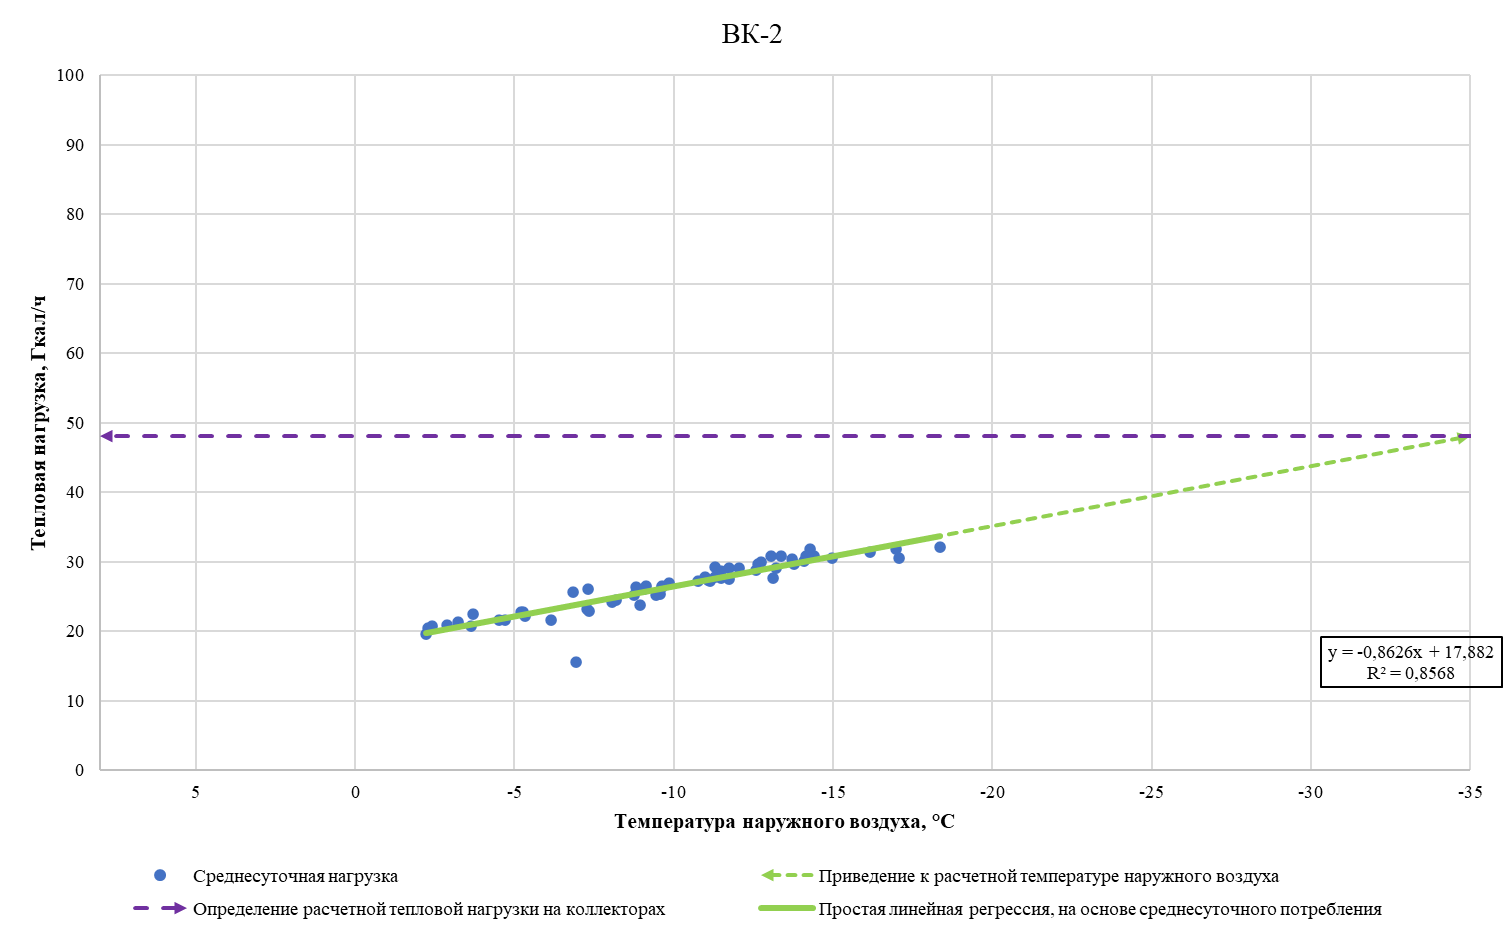 ВК-2
100
90
80
70
60
50
40
30
20
10
0
Тепловая нагрузка, Гкал/ч
y = -0,8626x + 17,882
R² = 0,8568
5 0 -5 -10 -15 -20 -25 -30 -35
Температура наружного воздуха, °С
Среднесуточная нагрузка
Приведение к расчетной температуре наружного воздуха
Определение расчетной тепловой нагрузки на коллекторах
Простая линейная регрессия, на основе среднесуточного потребления